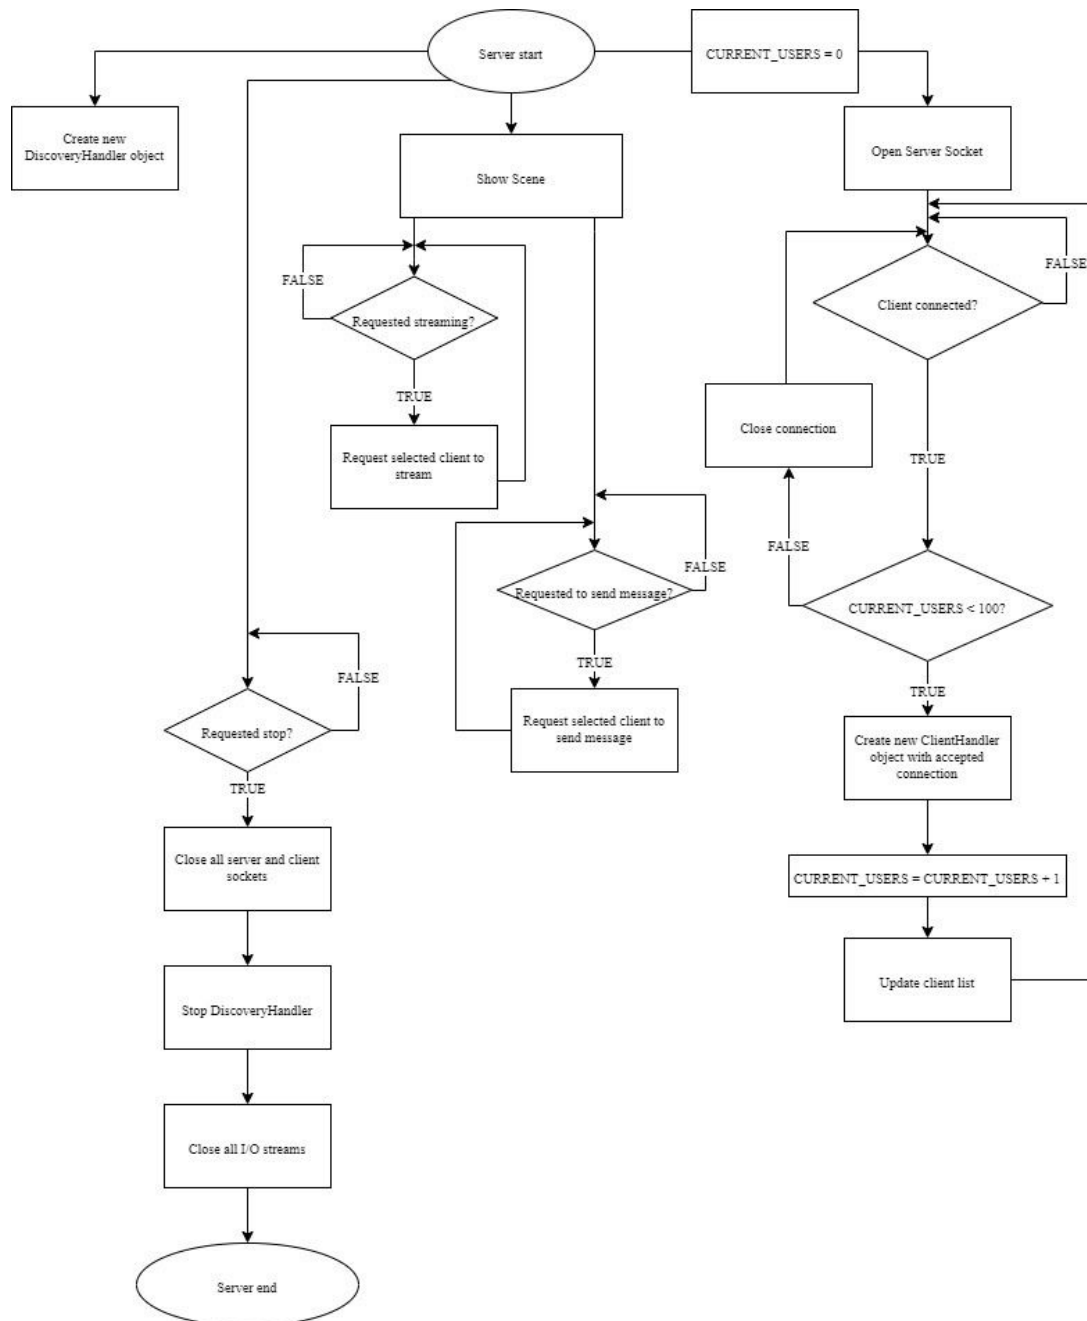 Server start
CURRENT_USERS = 0
Create new
DiscoveryHandler object
Open Server Socket
Show Scene
FALSE
FALSE
Client connected?
Requested streaming?
TRUE
Close connection
Request selected client to
stream
TRUE
FALSE
FALSE
Requested to send message?
CURRENT_USERS < 100?
TRUE
FALSE
TRUE
Request selected client to
send message
Requested stop?
Create new ClientHandler
object with accepted
connection
TRUE
Close all server and client
sockets
CURRENT_USERS = CURRENT_USERS + 1
Update client list
Stop DiscoveryHandler
Close all I/O streams
Server end